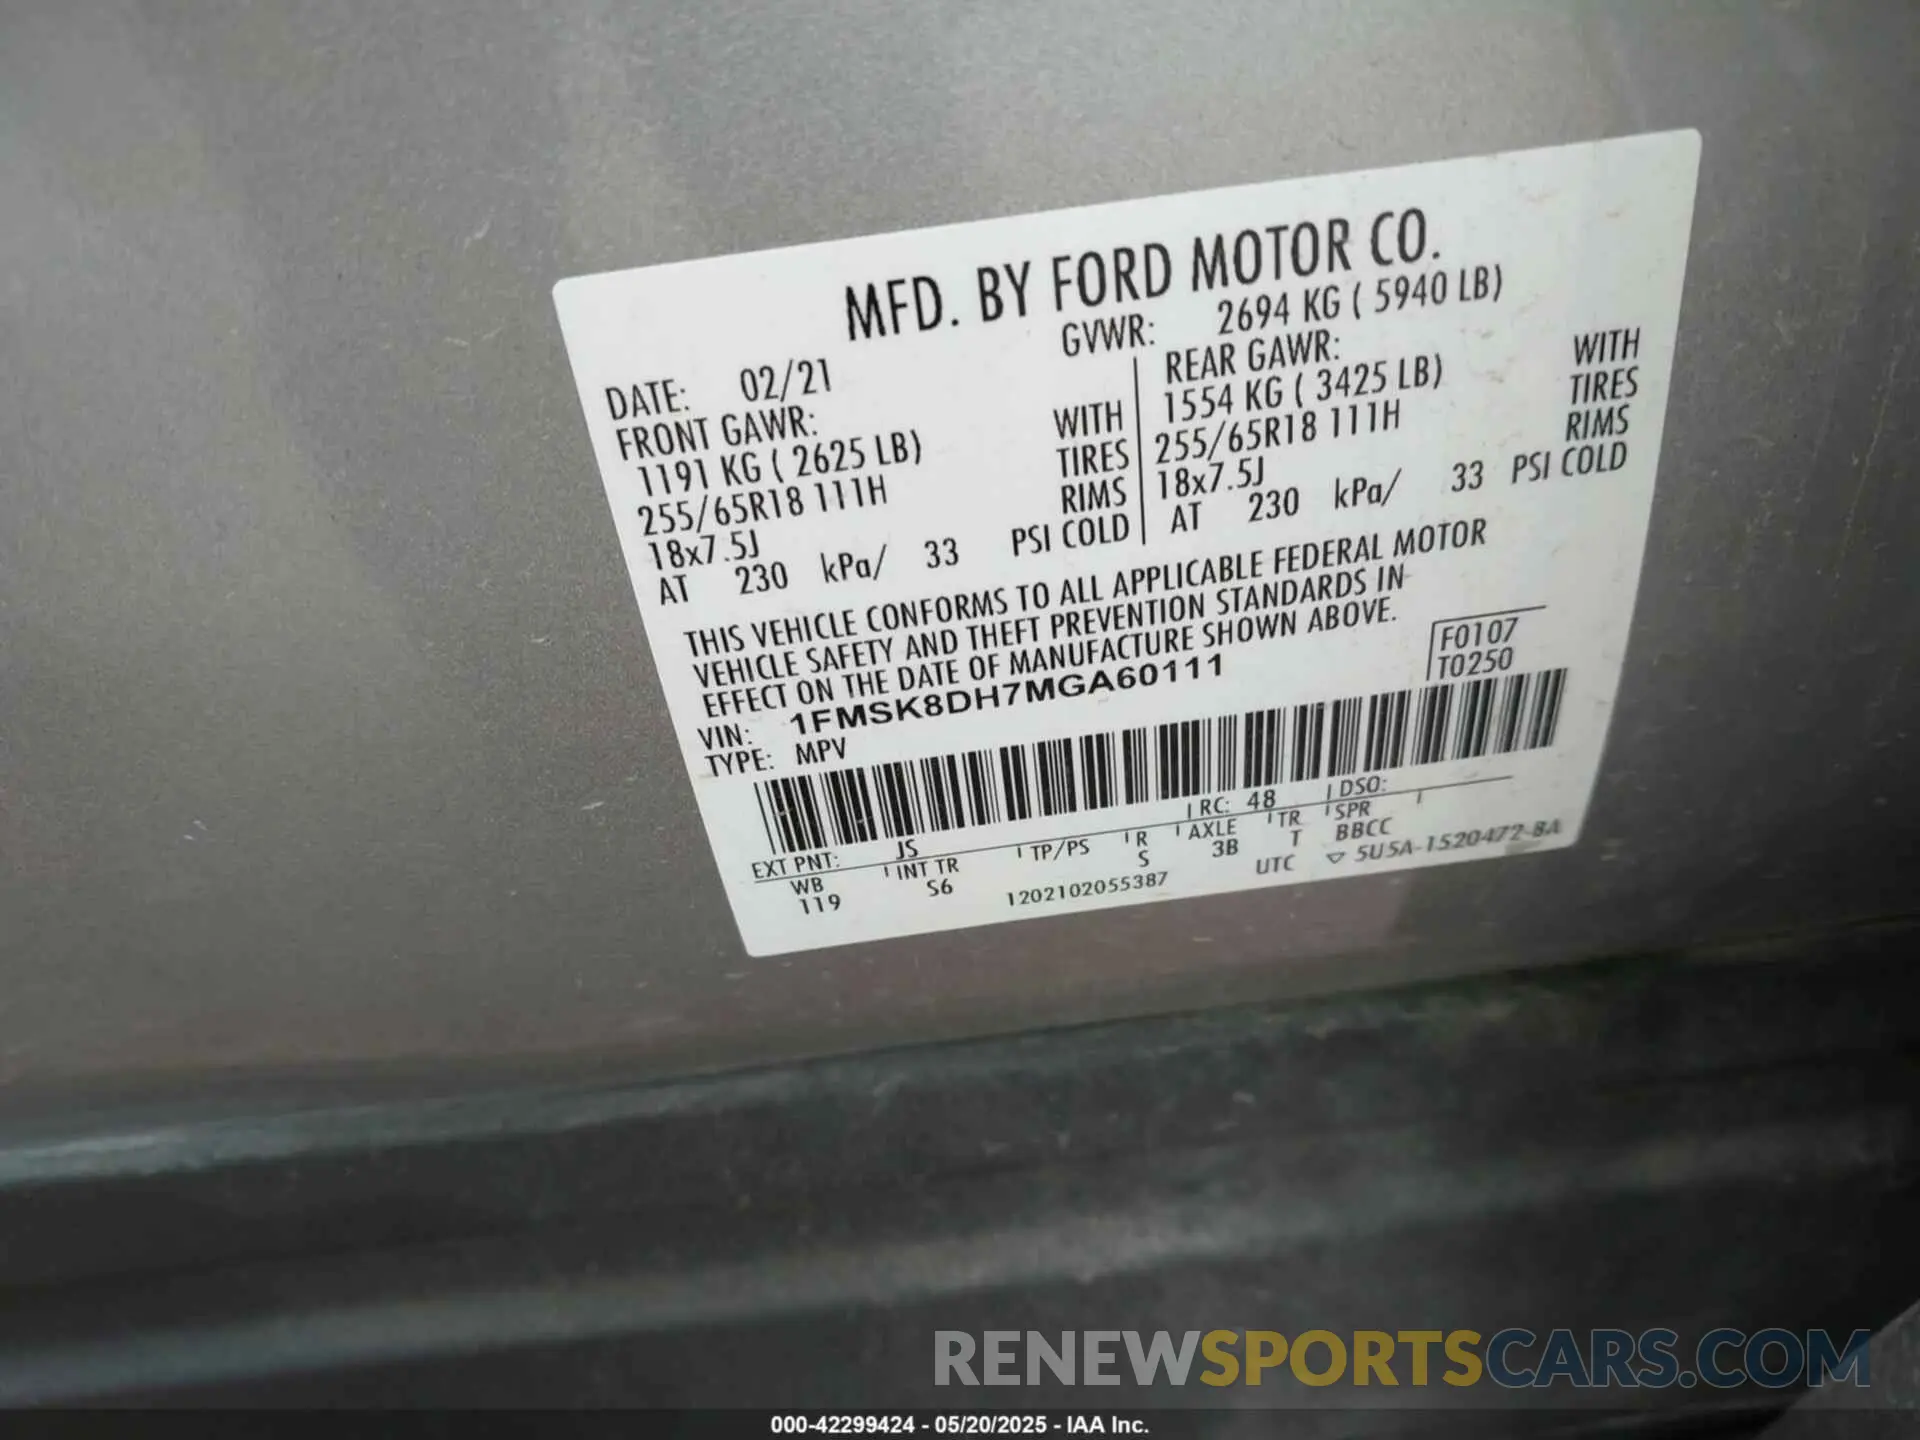 MFD. BY FORD MOTOR CO.
DATE: 02/21 GVWR: 2694 KG ( 5940 LB)
FRONT GAWR: REAR GAWR:
1191 KG ( 2625 LB) WITH 1554 KG ( 3425 LB) WITH
255/65R18 111H TIRES 255/65R18 111H TIRES
18x7.5J RIMS 18x7.5J RIMS
AT 230 kPa/ 33 PSI COLD AT 230 kPa/ 33 PSI COLD
THIS VEHICLE CONFORMS TO ALL APPLICABLE FEDERAL MOTOR
VEHICLE SAFETY AND THEFT PREVENTION STANDARDS IN
EFFECT ON THE DATE OF MANUFACTURE SHOWN ABOVE.
F0107
T0250
VIN: 1FMSK8DH7MGA60111
TYPE: MPV
EXT PNT: JS RC: 48 DSO:
WB INT TR TP/PS R AXLE TR SPR
119 S6 S 3B T BBCC
1202102055387 UTC ▽ 5U5A-1520472-BA
RENEWSPORTSCARS.COM
000-42299424 - 05/20/2025 - IAA Inc.